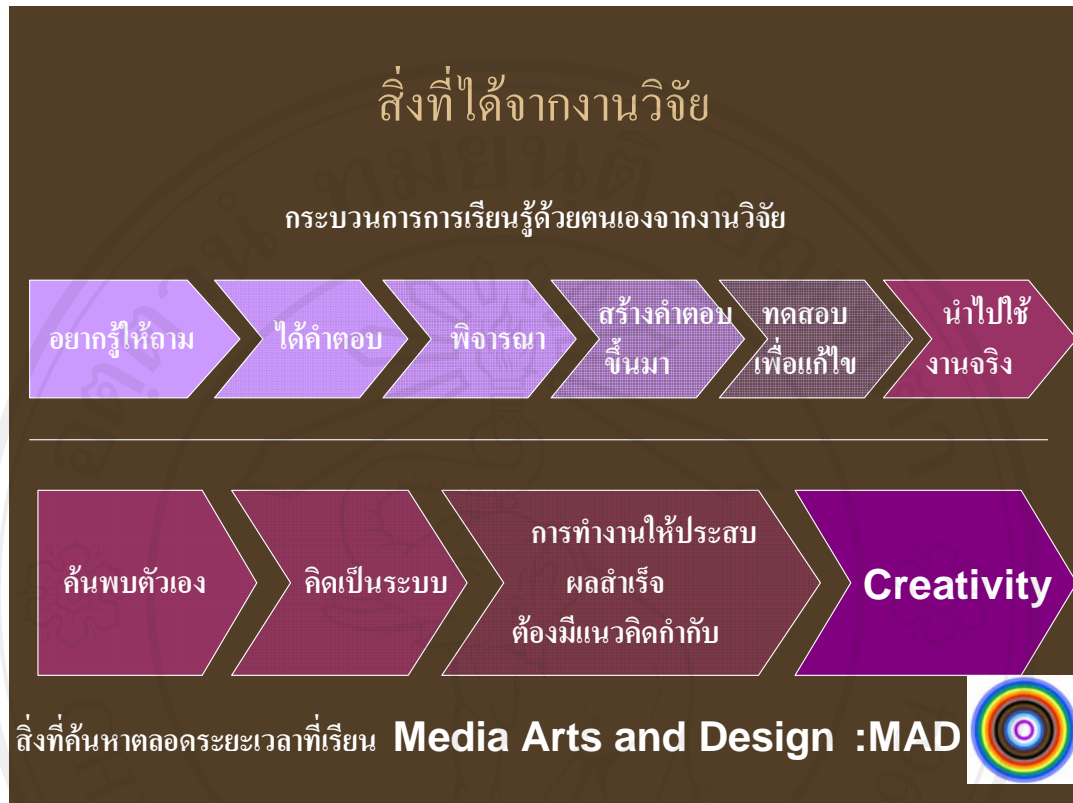 สิ่งที่ได้จากงานวิจัย
กระบวนการการเรียนรู้ด้วยตนเองจากงานวิจัย
อยากรู้ให้ถาม
ได้คำตอบ
พิจารณา
สร้างคำตอบ
ขึ้นมา
ทดสอบ
เพื่อแก้ไข
นำไปใช้
งานจริง
ค้นพบตัวเอง
คิดเป็นระบบ
การทำงานให้ประสบ
ผลสำเร็จ
ต้องมีแนวคิดกำกับ
Creativity
สิ่งที่ค้นหาตลอดระยะเวลาที่เรียน Media Arts and Design :MAD